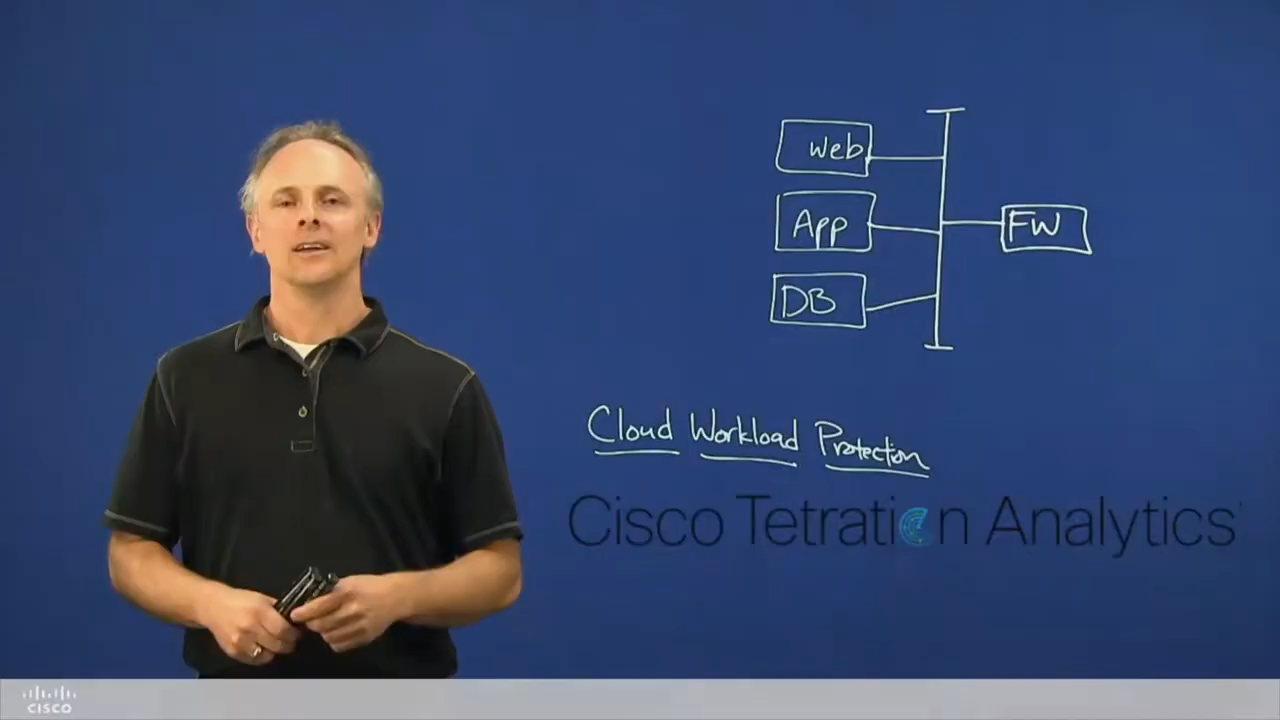 Web
App
FW
DB
Cloud Workload Protection
Cisco Tetration Analytics
CISCO